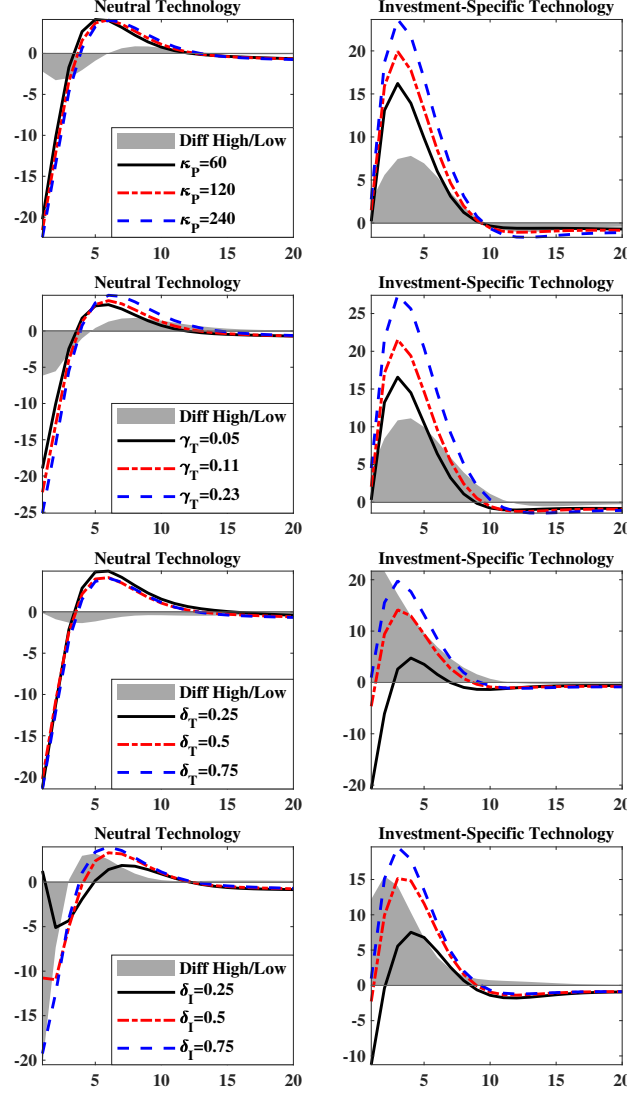 Neutral Technology
0
-5
-10
-15
-20
Diff High/Low
κP=60
κP=120
κP=240
5 10 15 20
Investment-Specific Technology
20
15
10
5
0
5 10 15 20
Neutral Technology
0
-5
-10
-15
-20
-25
Diff High/Low
γT=0.05
γT=0.11
γT=0.23
5 10 15 20
Investment-Specific Technology
25
20
15
10
5
0
5 10 15 20
Neutral Technology
0
-5
-10
-15
-20
Diff High/Low
δT=0.25
δT=0.5
δT=0.75
5 10 15 20
Investment-Specific Technology
20
10
0
-10
-20
5 10 15 20
Neutral Technology
0
-5
-10
-15
-20
Diff High/Low
δI=0.25
δI=0.5
δI=0.75
5 10 15 20
Investment-Specific Technology
15
10
5
0
-5
-10
5 10 15 20